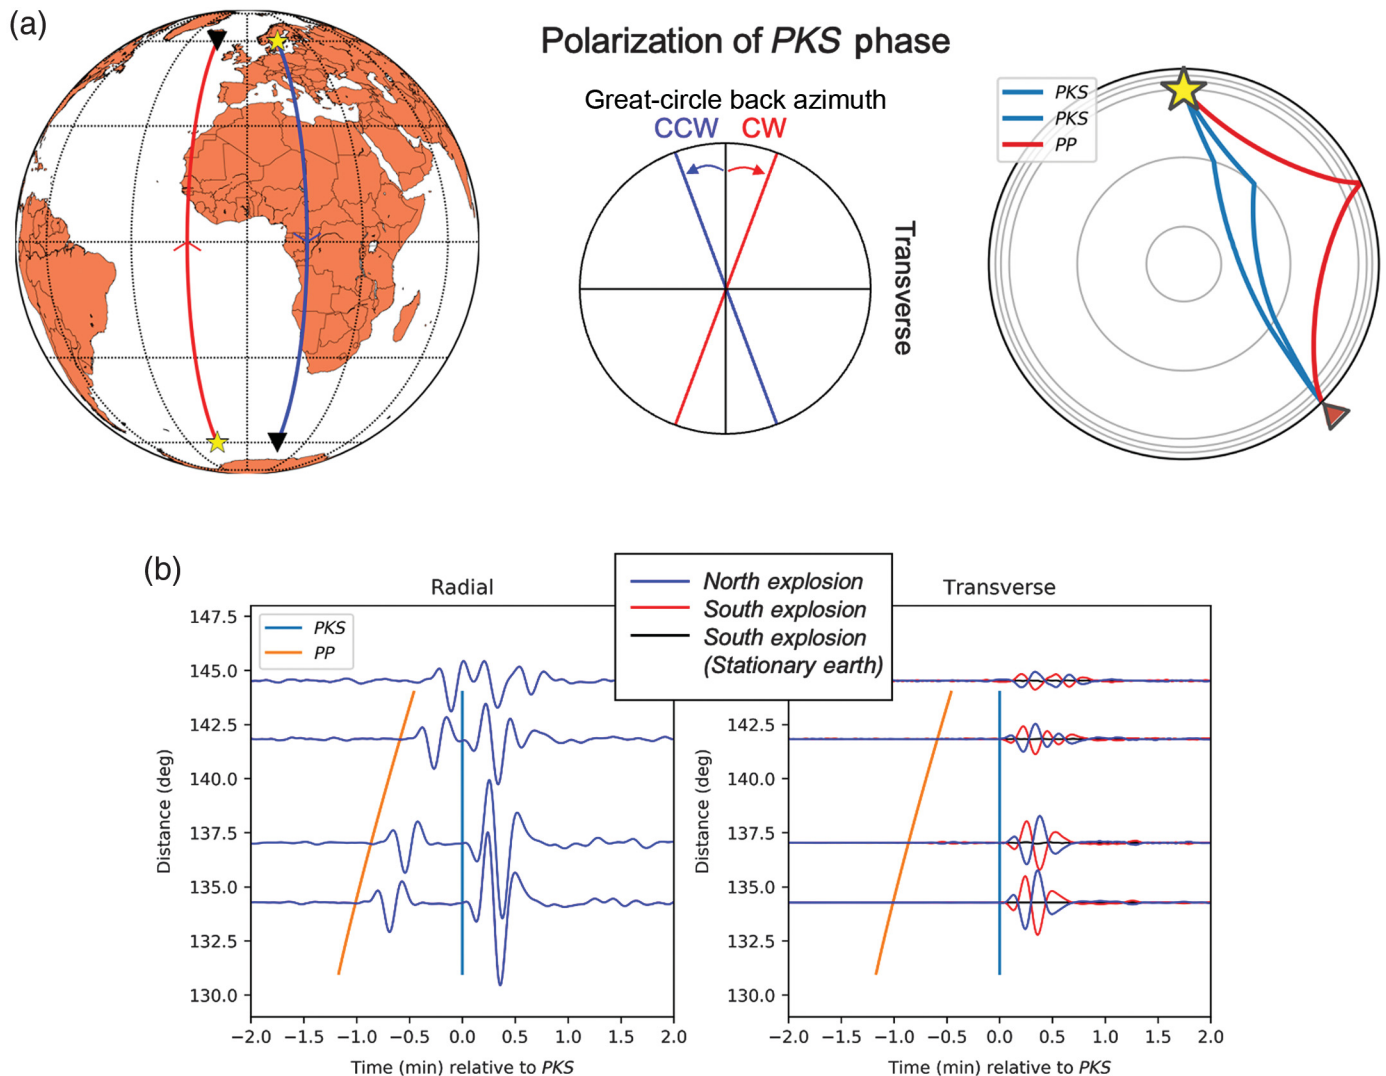 (a)
Polarization of PKS phase
Great-circle back azimuth
CCW CW
Transverse
PKS
PKS
PP
(b)
Radial
Transverse
North explosion
South explosion
South explosion
(Stationary earth)
PKS
PP
147.5
145.0
142.5
140.0
137.5
135.0
132.5
130.0
Distance (deg)
−2.0 −1.5 −1.0 −0.5 0.0 0.5 1.0 1.5 2.0
Time (min) relative to PKS
142.5
140.0
137.5
135.0
132.5
130.0
Distance (deg)
−2.0 −1.5 −1.0 −0.5 0.0 0.5 1.0 1.5 2.0
Time (min) relative to PKS